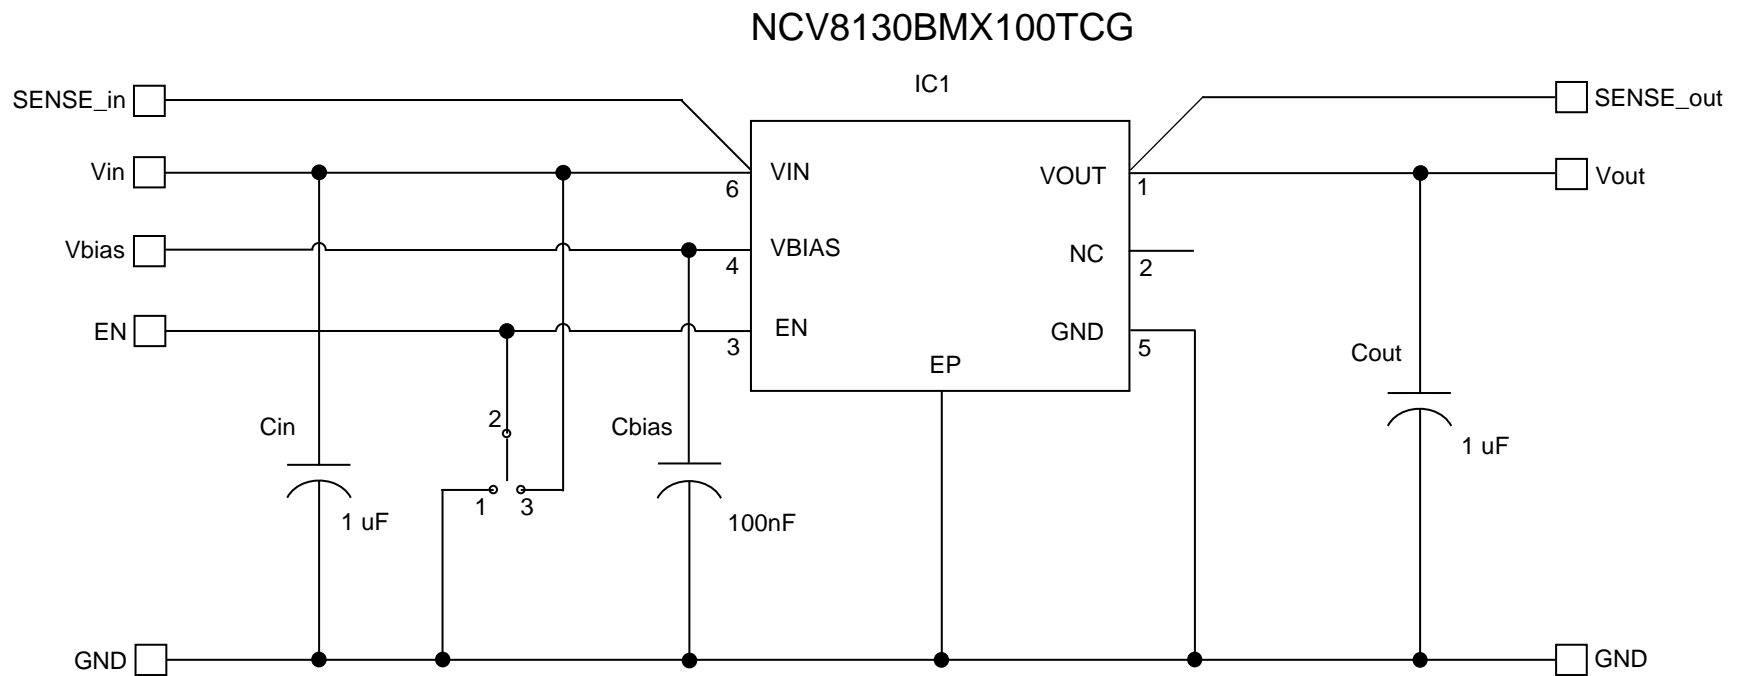 NCV8130BMX100TCG
IC1
SENSE_in
SENSE_out
Vin
VIN
6
VOUT
1
Vout
Vbias
VBIAS
4
NC
2
EN
EN
3
GND
5
EP
Cout
1 uF
Cin
1 uF
2
1
3
Cbias
100nF
GND
GND